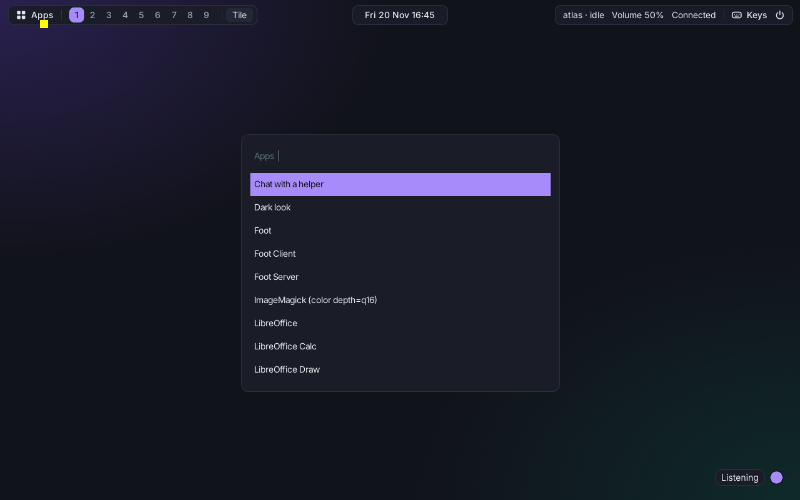 Apps 1 2 3 4 5 6 7 8 9 Tile Fri 20 Nov 16:45 atlas · idle Volume 50% Connected Keys
Apps
Chat with a helper
Dark look
Foot
Foot Client
Foot Server
ImageMagick (color depth=q16)
LibreOffice
LibreOffice Calc
LibreOffice Draw
Listening